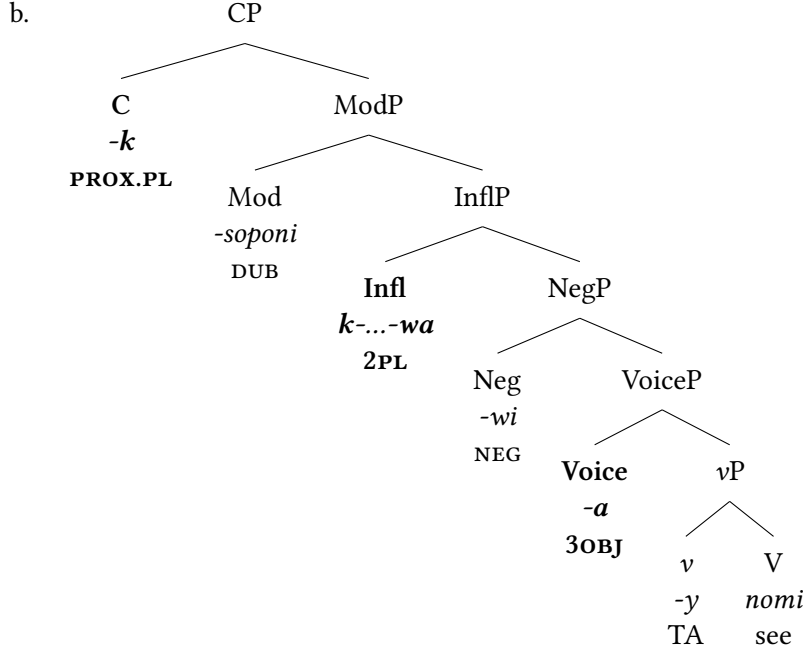 b. CP
C ModP
-k
PROX.PL
Mod InflP
-soponi
DUB
Infl NegP
k-...-wa
2PL
Neg VoiceP
-wi
NEG
Voice vP
-a
3OBJ
v V
-y nomi
TA see